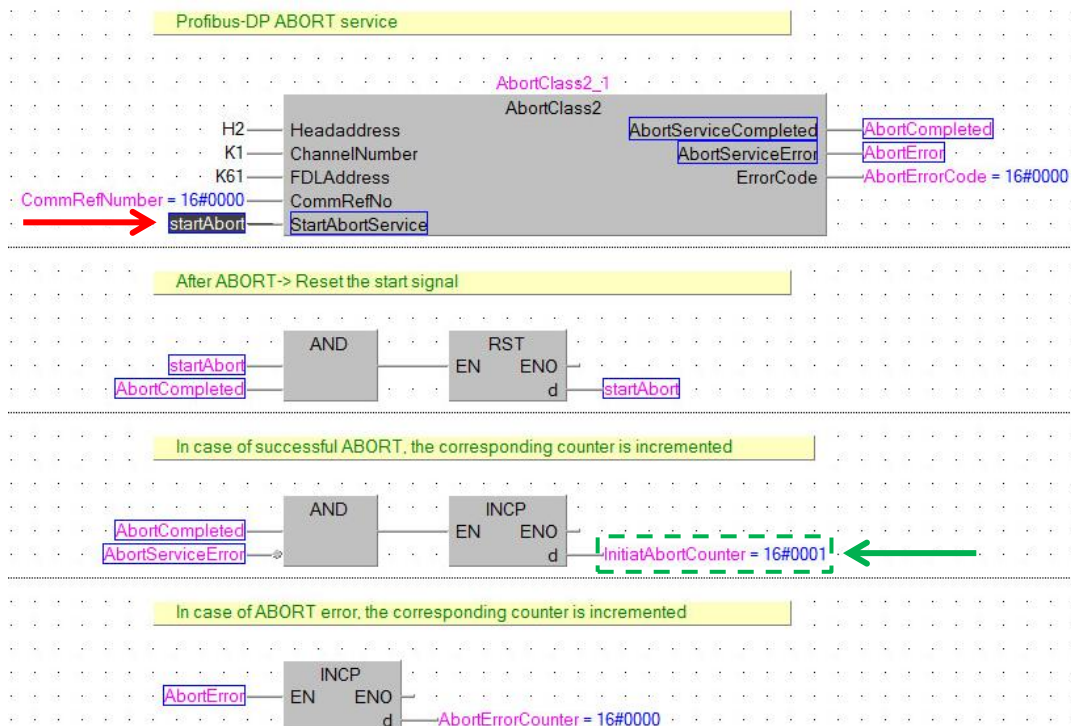 Profibus-DP ABORT service
AbortClass2_1
AbortClass2
H2 Headaddress AbortServiceCompleted AbortCompleted
K1 ChannelNumber AbortServiceError AbortError
K61 FDLAddress ErrorCode AbortErrorCode = 16#0000
CommRefNumber = 16#0000 CommRefNo
startAbort StartAbortService
After ABORT-> Reset the start signal
AND RST
startAbort EN ENO
AbortCompleted d startAbort
In case of successful ABORT, the corresponding counter is incremented
AND INCP
AbortCompleted EN ENO
AbortServiceError d InitiatAbortCounter = 16#0001
In case of ABORT error, the corresponding counter is incremented
INCP
AbortError EN ENO
d AbortErrorCounter = 16#0000